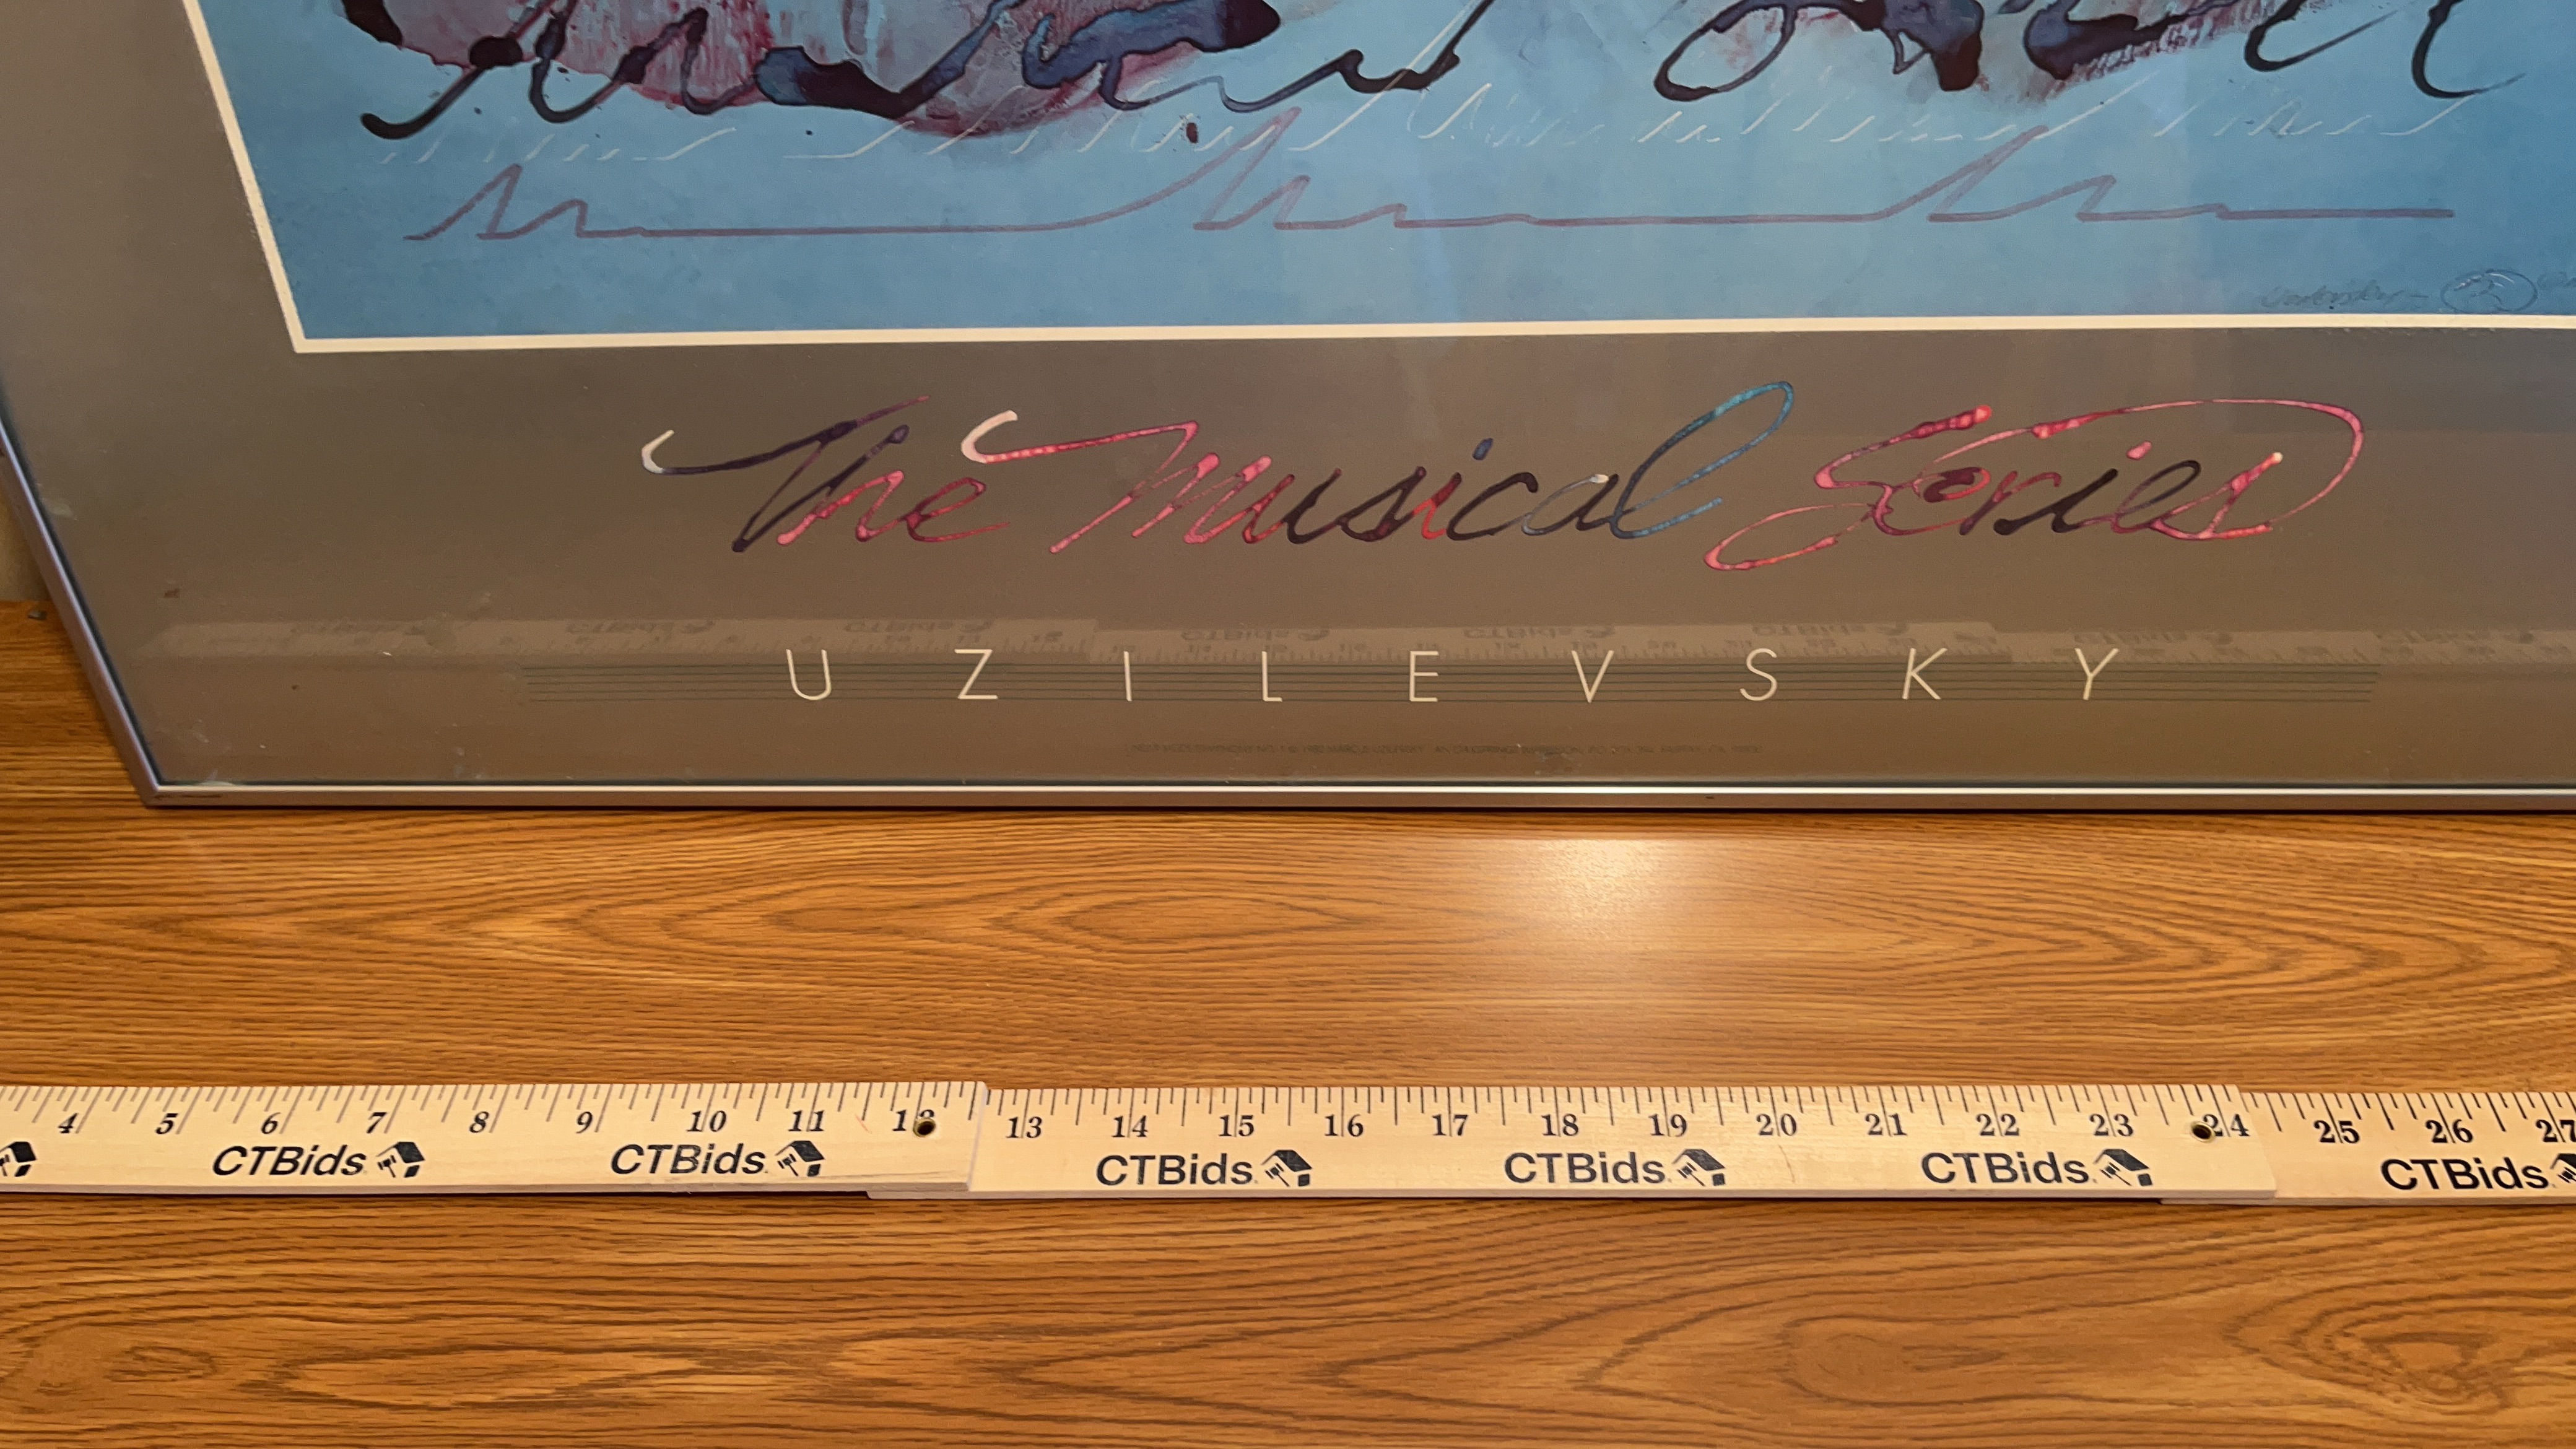 The Musical Series
UZILEVSKY
4 5 6 7 8 9 10 11 12 13 14 15 16 17 18 19 20 21 22 23 24 25 26 27
CTBids. CTBids. CTBids. CTBids. CTBids. CTBids.